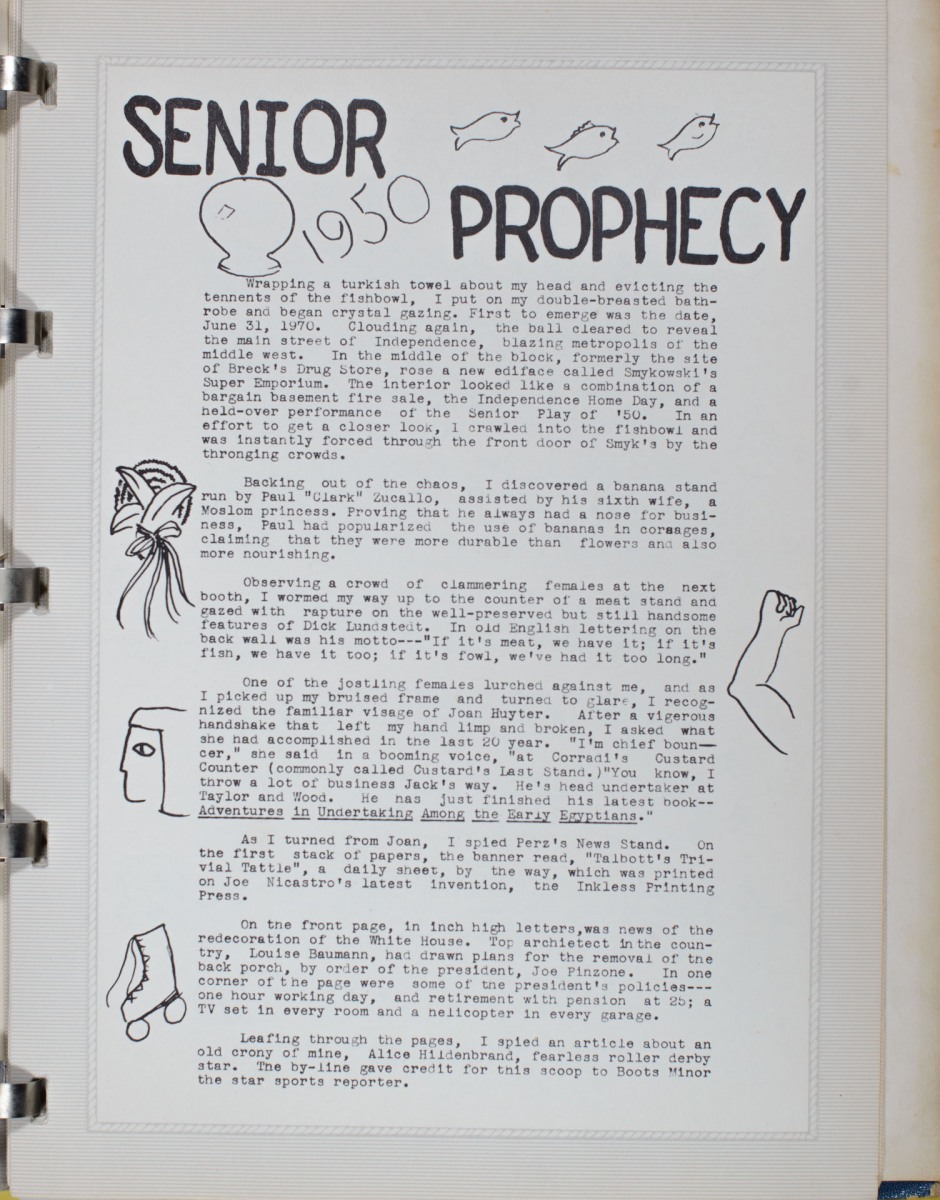 SENIOR
1950
PROPHECY
Wrapping a turkish towel about my head and evicting the
tennents of the fishbowl, I put on my double-breasted bath-
robe and began crystal gazing. First to emerge was the date,
June 31, 1970. Clouding again, the ball cleared to reveal
the main street of Independence, blazing metropolis of the
middle west. In the middle of the block, formerly the site
of Breck's Drug Store, rose a new ediface called Smykowski's
Super Emporium. The interior looked like a combination of a
bargain basement fire sale, the Independence Home Day, and a
held-over performance of the Senior Play of '50. In an
effort to get a closer look, I crawled into the fishbowl and
was instantly forced through the front door of Smyk's by the
thronging crowds.
Backing out of the chaos, I discovered a banana stand
run by Paul "Clark" Zucallo, assisted by his sixth wife, a
Moslom princess. Proving that he always had a nose for busi-
ness, Paul had popularized the use of bananas in corsages,
claiming that they were more durable than flowers and also
more nourishing.
Observing a crowd of clammering females at the next
booth, I wormed my way up to the counter of a meat stand and
gazed with rapture on the well-preserved but still handsome
features of Dick Lundstedt. In old English lettering on the
back wall was his motto---"If it's meat, we have it; if it's
fish, we have it too; if it's fowl, we've had it too long."
One of the jostling females lurched against me, and as
I picked up my bruised frame and turned to glare, I recog-
nized the familiar visage of Joan Huyter. After a vigerous
handshake that left my hand limp and broken, I asked what
she had accomplished in the last 20 year. "I'm chief boun-
cer," she said in a booming voice, "at Corradi's Custard
Counter (commonly called Custard's Last Stand.)"You know, I
throw a lot of business Jack's way. He's head undertaker at
Taylor and Wood. He has just finished his latest book--
Adventures in Undertaking Among the Early Egyptians."
As I turned from Joan, I spied Perz's News Stand. On
the first stack of papers, the banner read, "Talbott's Tri-
vial Tattle", a daily sheet, by the way, which was printed
on Joe Nicastro's latest invention, the Inkless Printing
Press.
On the front page, in inch high letters,was news of the
redecoration of the White House. Top archietect in the coun-
try, Louise Baumann, had drawn plans for the removal of the
back porch, by order of the president, Joe Pinzone. In one
corner of the page were some of the president's policies---
one hour working day, and retirement with pension at 25; a
TV set in every room and a helicopter in every garage.
Leafing through the pages, I spied an article about an
old crony of mine, Alice Hildenbrand, fearless roller derby
star. The by-line gave credit for this scoop to Boots Minor
the star sports reporter.